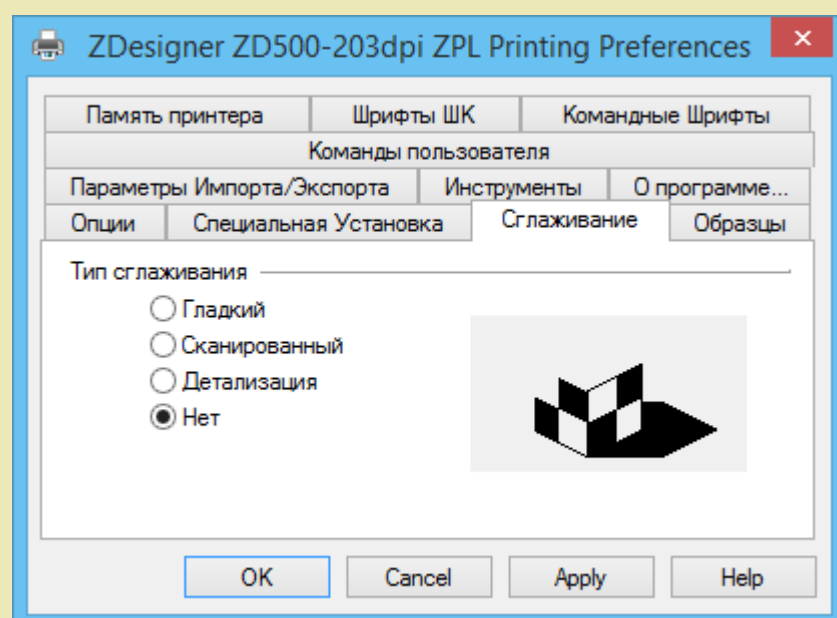 ZDesigner ZD500-203dpi ZPL Printing Preferences
Память принтера Шрифты ШК Командные Шрифты
Команды пользователя
Параметры Импорта/Экспорта Инструменты О программе...
Опции Специальная Установка Сглаживание Образцы
Тип сглаживания
Гладкий
Сканированный
Детализация
Нет
OK Cancel Apply Help